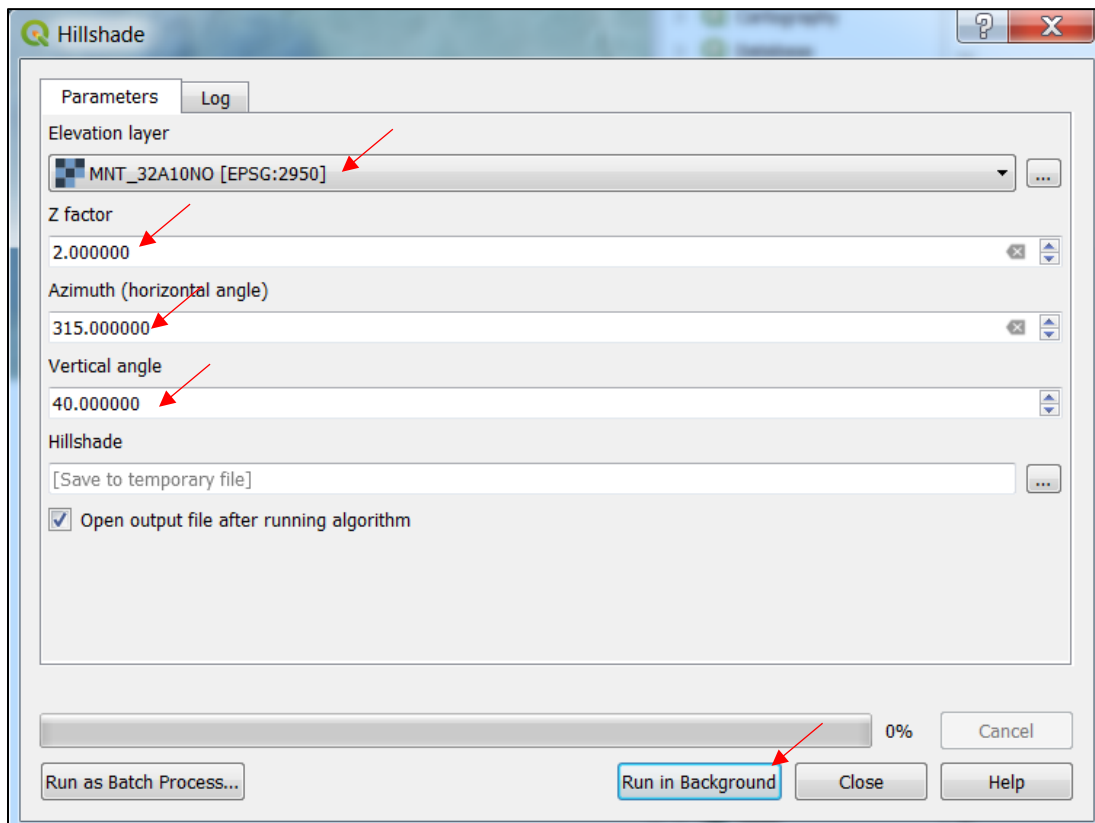 Hillshade
Cartography
Database
Parameters Log
Elevation layer
MNT_32A10NO [EPSG:2950]
...
Z factor
2.000000
Azimuth (horizontal angle)
315.000000
Vertical angle
40.000000
Hillshade
[Save to temporary file]
...
Open output file after running algorithm
0% Cancel
Run as Batch Process... Run in Background Close Help